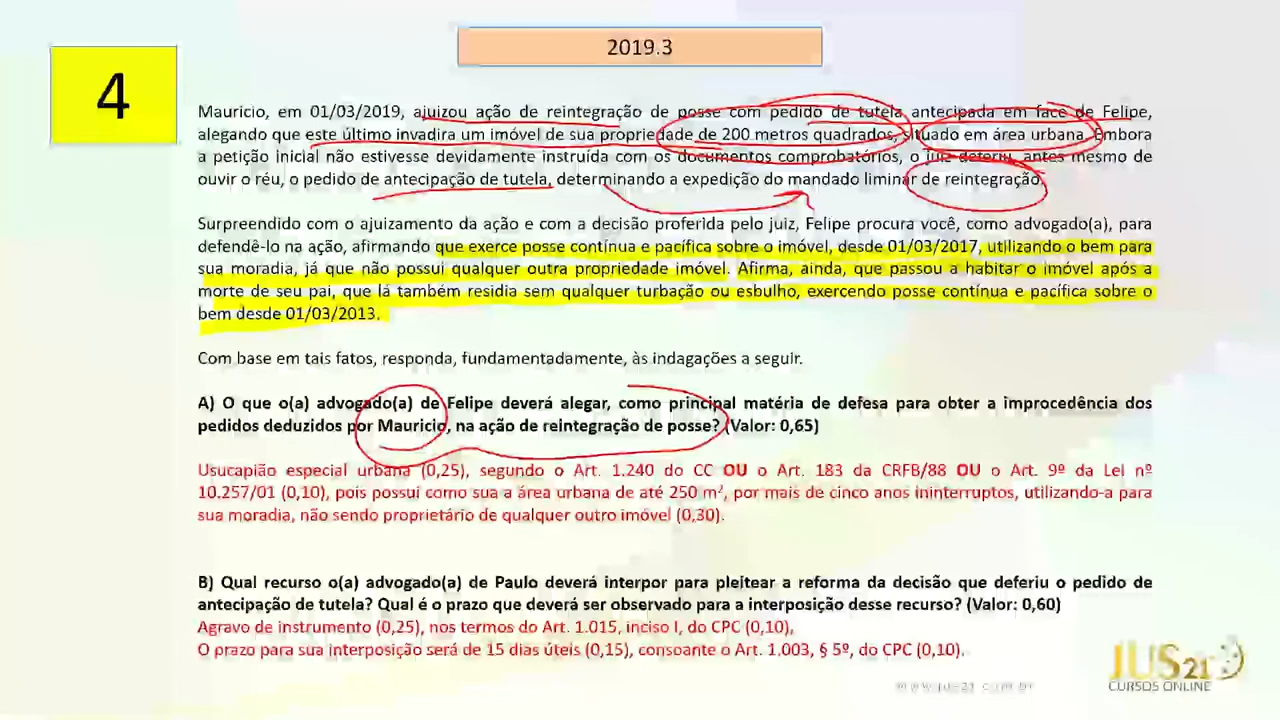 2019.3
4
Mauricio, em 01/03/2019, ajuizou ação de reintegração de posse com pedido de tutela antecipada em face de Felipe,
alegando que este último invadira um imóvel de sua propriedade de 200 metros quadrados, situado em área urbana. Embora
a petição inicial não estivesse devidamente instruída com os documentos comprobatórios, o juiz deferiu, antes mesmo de
ouvir o réu, o pedido de antecipação de tutela, determinando a expedição do mandado liminar de reintegração.
Surpreendido com o ajuizamento da ação e com a decisão proferida pelo juiz, Felipe procura você, como advogado(a), para
defendê-lo na ação, afirmando que exerce posse contínua e pacífica sobre o imóvel, desde 01/03/2017, utilizando o bem para
sua moradia, já que não possui qualquer outra propriedade imóvel. Afirma, ainda, que passou a habitar o imóvel após a
morte de seu pai, que lá também residia sem qualquer turbação ou esbulho, exercendo posse contínua e pacífica sobre o
bem desde 01/03/2013.
Com base em tais fatos, responda, fundamentadamente, às indagações a seguir.
A) O que o(a) advogado(a) de Felipe deverá alegar, como principal matéria de defesa para obter a improcedência dos
pedidos deduzidos por Mauricio, na ação de reintegração de posse? (Valor: 0,65)
Usucapião especial urbana (0,25), segundo o Art. 1.240 do CC OU o Art. 183 da CRFB/88 OU o Art. 9º da Lei nº
10.257/01 (0,10), pois possui como sua a área urbana de até 250 m², por mais de cinco anos ininterruptos, utilizando-a para
sua moradia, não sendo proprietário de qualquer outro imóvel (0,30).
B) Qual recurso o(a) advogado(a) de Paulo deverá interpor para pleitear a reforma da decisão que deferiu o pedido de
antecipação de tutela? Qual é o prazo que deverá ser observado para a interposição desse recurso? (Valor: 0,60)
Agravo de instrumento (0,25), nos termos do Art. 1.015, inciso I, do CPC (0,10),
O prazo para sua interposição será de 15 dias úteis (0,15), consoante o Art. 1.003, § 5º, do CPC (0,10).
JUS21
CURSOS ONLINE
www.jus21.com.br